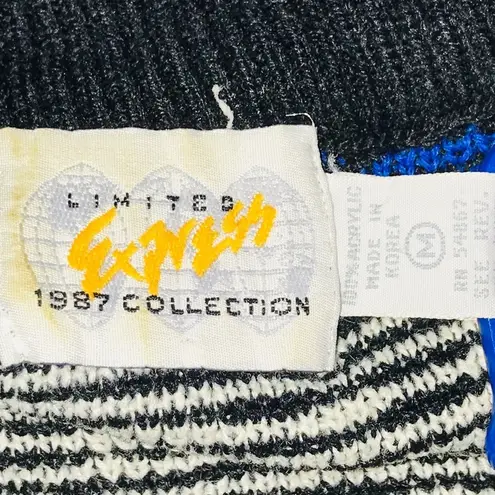 LIMITED
Express
1987 COLLECTION
100% ACRYLIC
MADE IN
KOREA
M
RN 54867
SEE REV.